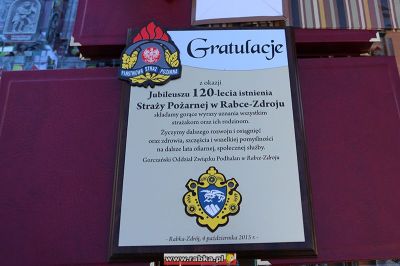 Gratulacje
PAŃSTWOWA STRAŻ POŻARNA
z okazji
Jubileuszu 120-lecia istnienia
Straży Pożarnej w Rabce-Zdroju
składamy gorące wyrazy uznania wszystkim
strażakom oraz ich rodzinom.
Życzymy dalszego rozwoju i osiągnięć
oraz zdrowia, szczęścia i wszelkiej pomyślności
na dalsze lata ofiarnej, społecznej służby.
Gorczański Oddział Związku Podhalan w Rabce-Zdroju
- Rabka-Zdrój, 4 października 2015 r. -
www.rabka.pl